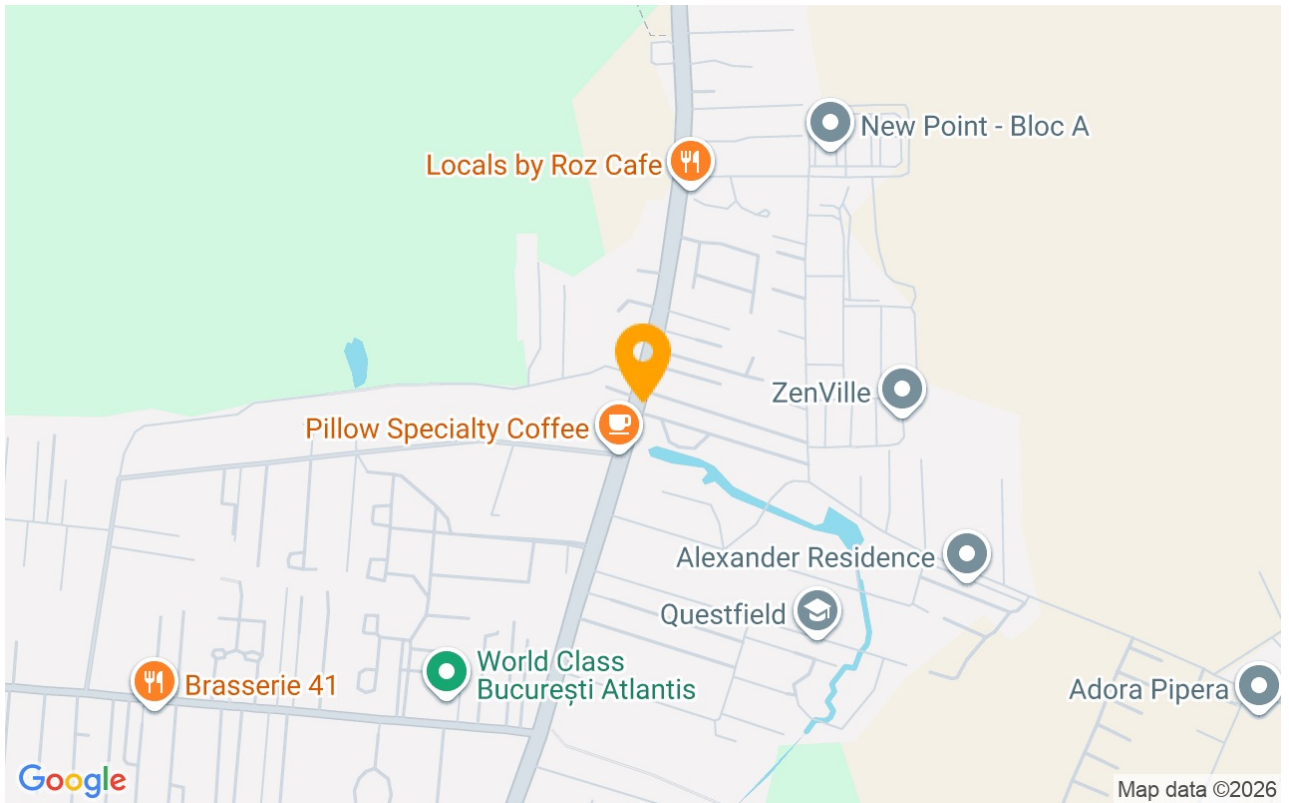 New Point - Bloc A
Locals by Roz Cafe
ZenVille
Pillow Specialty Coffee
Alexander Residence
Questfield
World Class
București Atlantis
Brasserie 41
Adora Pipera
Google
Map data ©2026